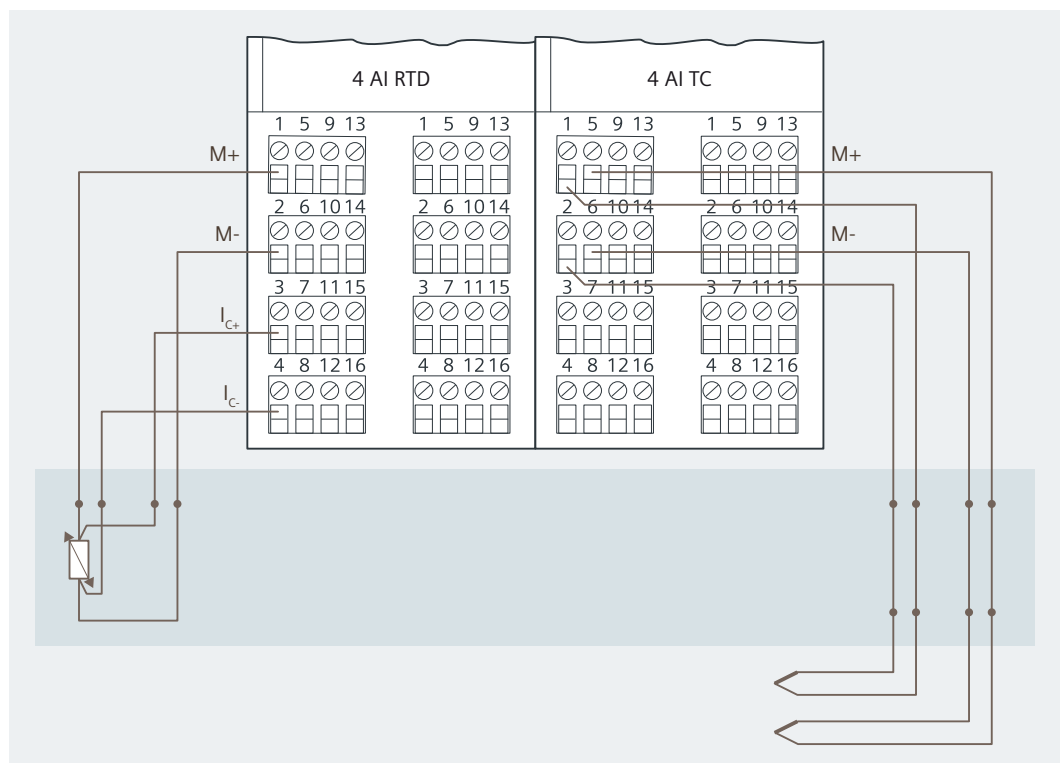 4 AI RTD 4 AI TC
1 5 9 13 1 5 9 13 1 5 9 13 1 5 9 13
M+ M+
2 6 10 14 2 6 10 14 2 6 10 14 2 6 10 14
M- M-
3 7 11 15 3 7 11 15 3 7 11 15 3 7 11 15
IC+
4 8 12 16 4 8 12 16 4 8 12 16 4 8 12 16
IC-